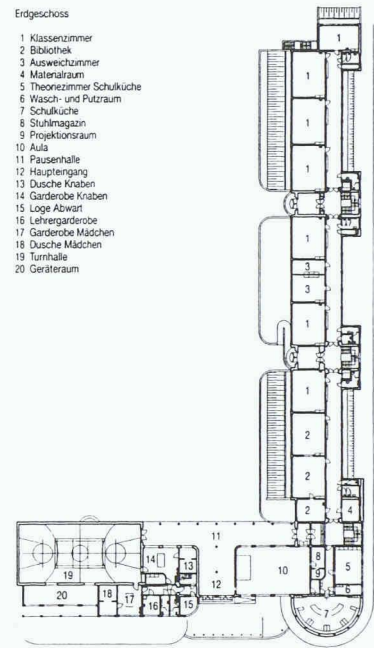 Erdgeschoss
1 Klassenzimmer
2 Bibliothek
3 Ausweichzimmer
4 Materialraum
5 Theoriezimmer Schulküche
6 Wasch- und Putzraum
7 Schulküche
8 Stuhlmagazin
9 Projektionsraum
10 Aula
11 Pausenhalle
12 Haupteingang
13 Dusche Knaben
14 Garderobe Knaben
15 Loge Abwart
16 Lehrergarderobe
17 Garderobe Mädchen
18 Dusche Mädchen
19 Turnhalle
20 Geräteraum
1
1
1
1
1
3
3
1
1
2
2
2
4
11
14
13
8
5
19
10
9
12
20
18
17
16
15
6
7